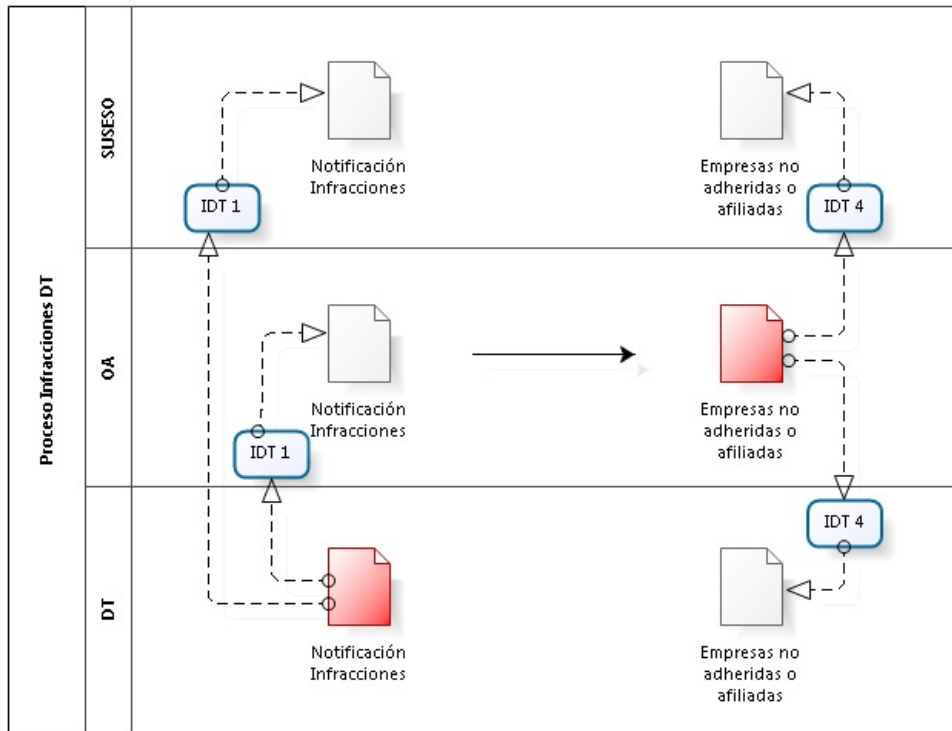 Proceso Infracciones DT
SUSESO
Notificación
Infracciones
IDT 1
Empresas no
adheridas o
afiliadas
IDT 4
OA
Notificación
Infracciones
IDT 1
Empresas no
adheridas o
afiliadas
DT
Notificación
Infracciones
IDT 4
Empresas no
adheridas o
afiliadas